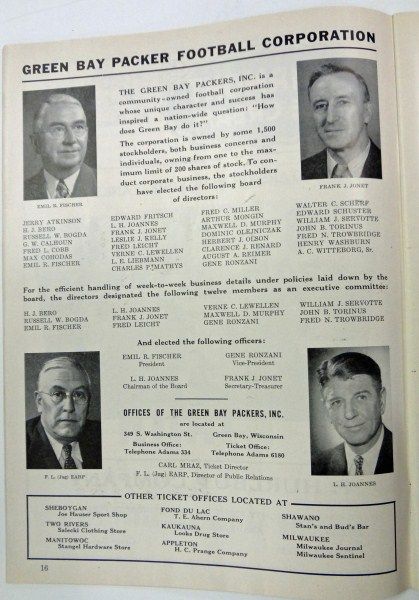 GREEN BAY PACKER FOOTBALL CORPORATION
THE GREEN BAY PACKERS, INC. is a
community-owned football corporation
whose unique character and success has
inspired a nation-wide question: "How
does Green Bay do it?"
The corporation is owned by some 1,500
stockholders, both business concerns and
individuals, owning from one to the max-
imum limit of 200 shares of stock. To con-
duct corporate business, the stockholders
have elected the following board
of directors:
EMIL R. FISCHER
FRANK J. JONET
JERRY ATKINSON
H. J. BERO
RUSSELL W. BOGDA
G. W. CALHOUN
FRED L. COBB
MAX COHODAS
EMIL R. FISCHER
EDWARD FRITSCH
L. H. JOANNES
FRANK J. JONET
LESLIE J. KELLY
FRED LEICHT
VERNE C. LEWELLEN
L. E. LIEBMANN
CHARLES P. MATHYS
FRED C. MILLER
ARTHUR MONGIN
MAXWELL D. MURPHY
DOMINIC OLEJNICZAK
HERBERT J. OLSON
CLARENCE J. RENARD
AUGUST A. REIMER
GENE RONZANI
WALTER C. SCHERF
EDWARD SCHUSTER
WILLIAM J. SERVOTTE
JOHN B. TORINUS
FRED N. TROWBRIDGE
HENRY WASHBURN
A. C. WITTEBORG, Sr.
For the efficient handling of week-to-week business details under policies laid down by the
board, the directors designated the following twelve members as an executive committee:
H. J. BERO
RUSSELL W. BOGDA
EMIL R. FISCHER
L. H. JOANNES
FRANK J. JONET
FRED LEICHT
VERNE C. LEWELLEN
MAXWELL D. MURPHY
GENE RONZANI
WILLIAM J. SERVOTTE
JOHN B. TORINUS
FRED N. TROWBRIDGE
And elected the following officers:
EMIL R. FISCHER
President
GENE RONZANI
Vice-President
L. H. JOANNES
Chairman of the Board
FRANK J. JONET
Secretary-Treasurer
OFFICES OF THE GREEN BAY PACKERS, INC.
are located at
349 S. Washington St. Green Bay, Wisconsin
Business Office:
Telephone Adams 334
Ticket Office:
Telephone Adams 6180
CARL MRAZ, Ticket Director
F. L. (Jug) EARP, Director of Public Relations
F. L. (Jug) EARP
L. H. JOANNES
OTHER TICKET OFFICES LOCATED AT
SHEBOYGAN
Joe Hauser Sport Shop
TWO RIVERS
Salecki Clothing Store
MANITOWOC
Stangel Hardware Store
FOND DU LAC
T. E. Ahern Company
KAUKAUNA
Looks Drug Store
APPLETON
H. C. Prange Company
SHAWANO
Stan's and Bud's Bar
MILWAUKEE
Milwaukee Journal
Milwaukee Sentinel
16